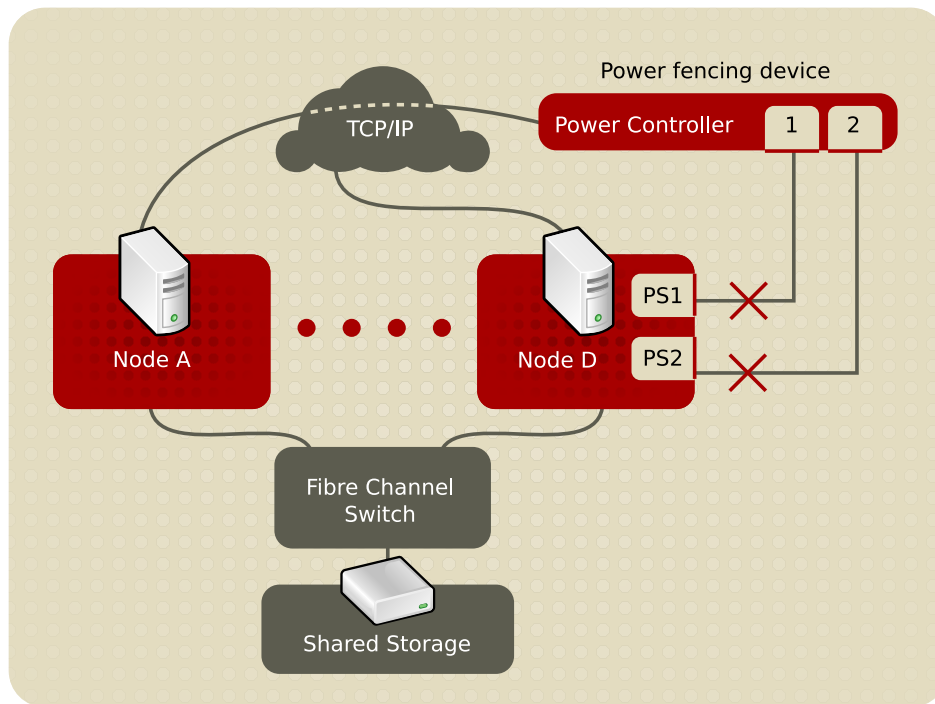 Power fencing device
TCP/IP
Power Controller
1
2
PS1
Node A
Node D
PS2
Fibre Channel
Switch
Shared Storage